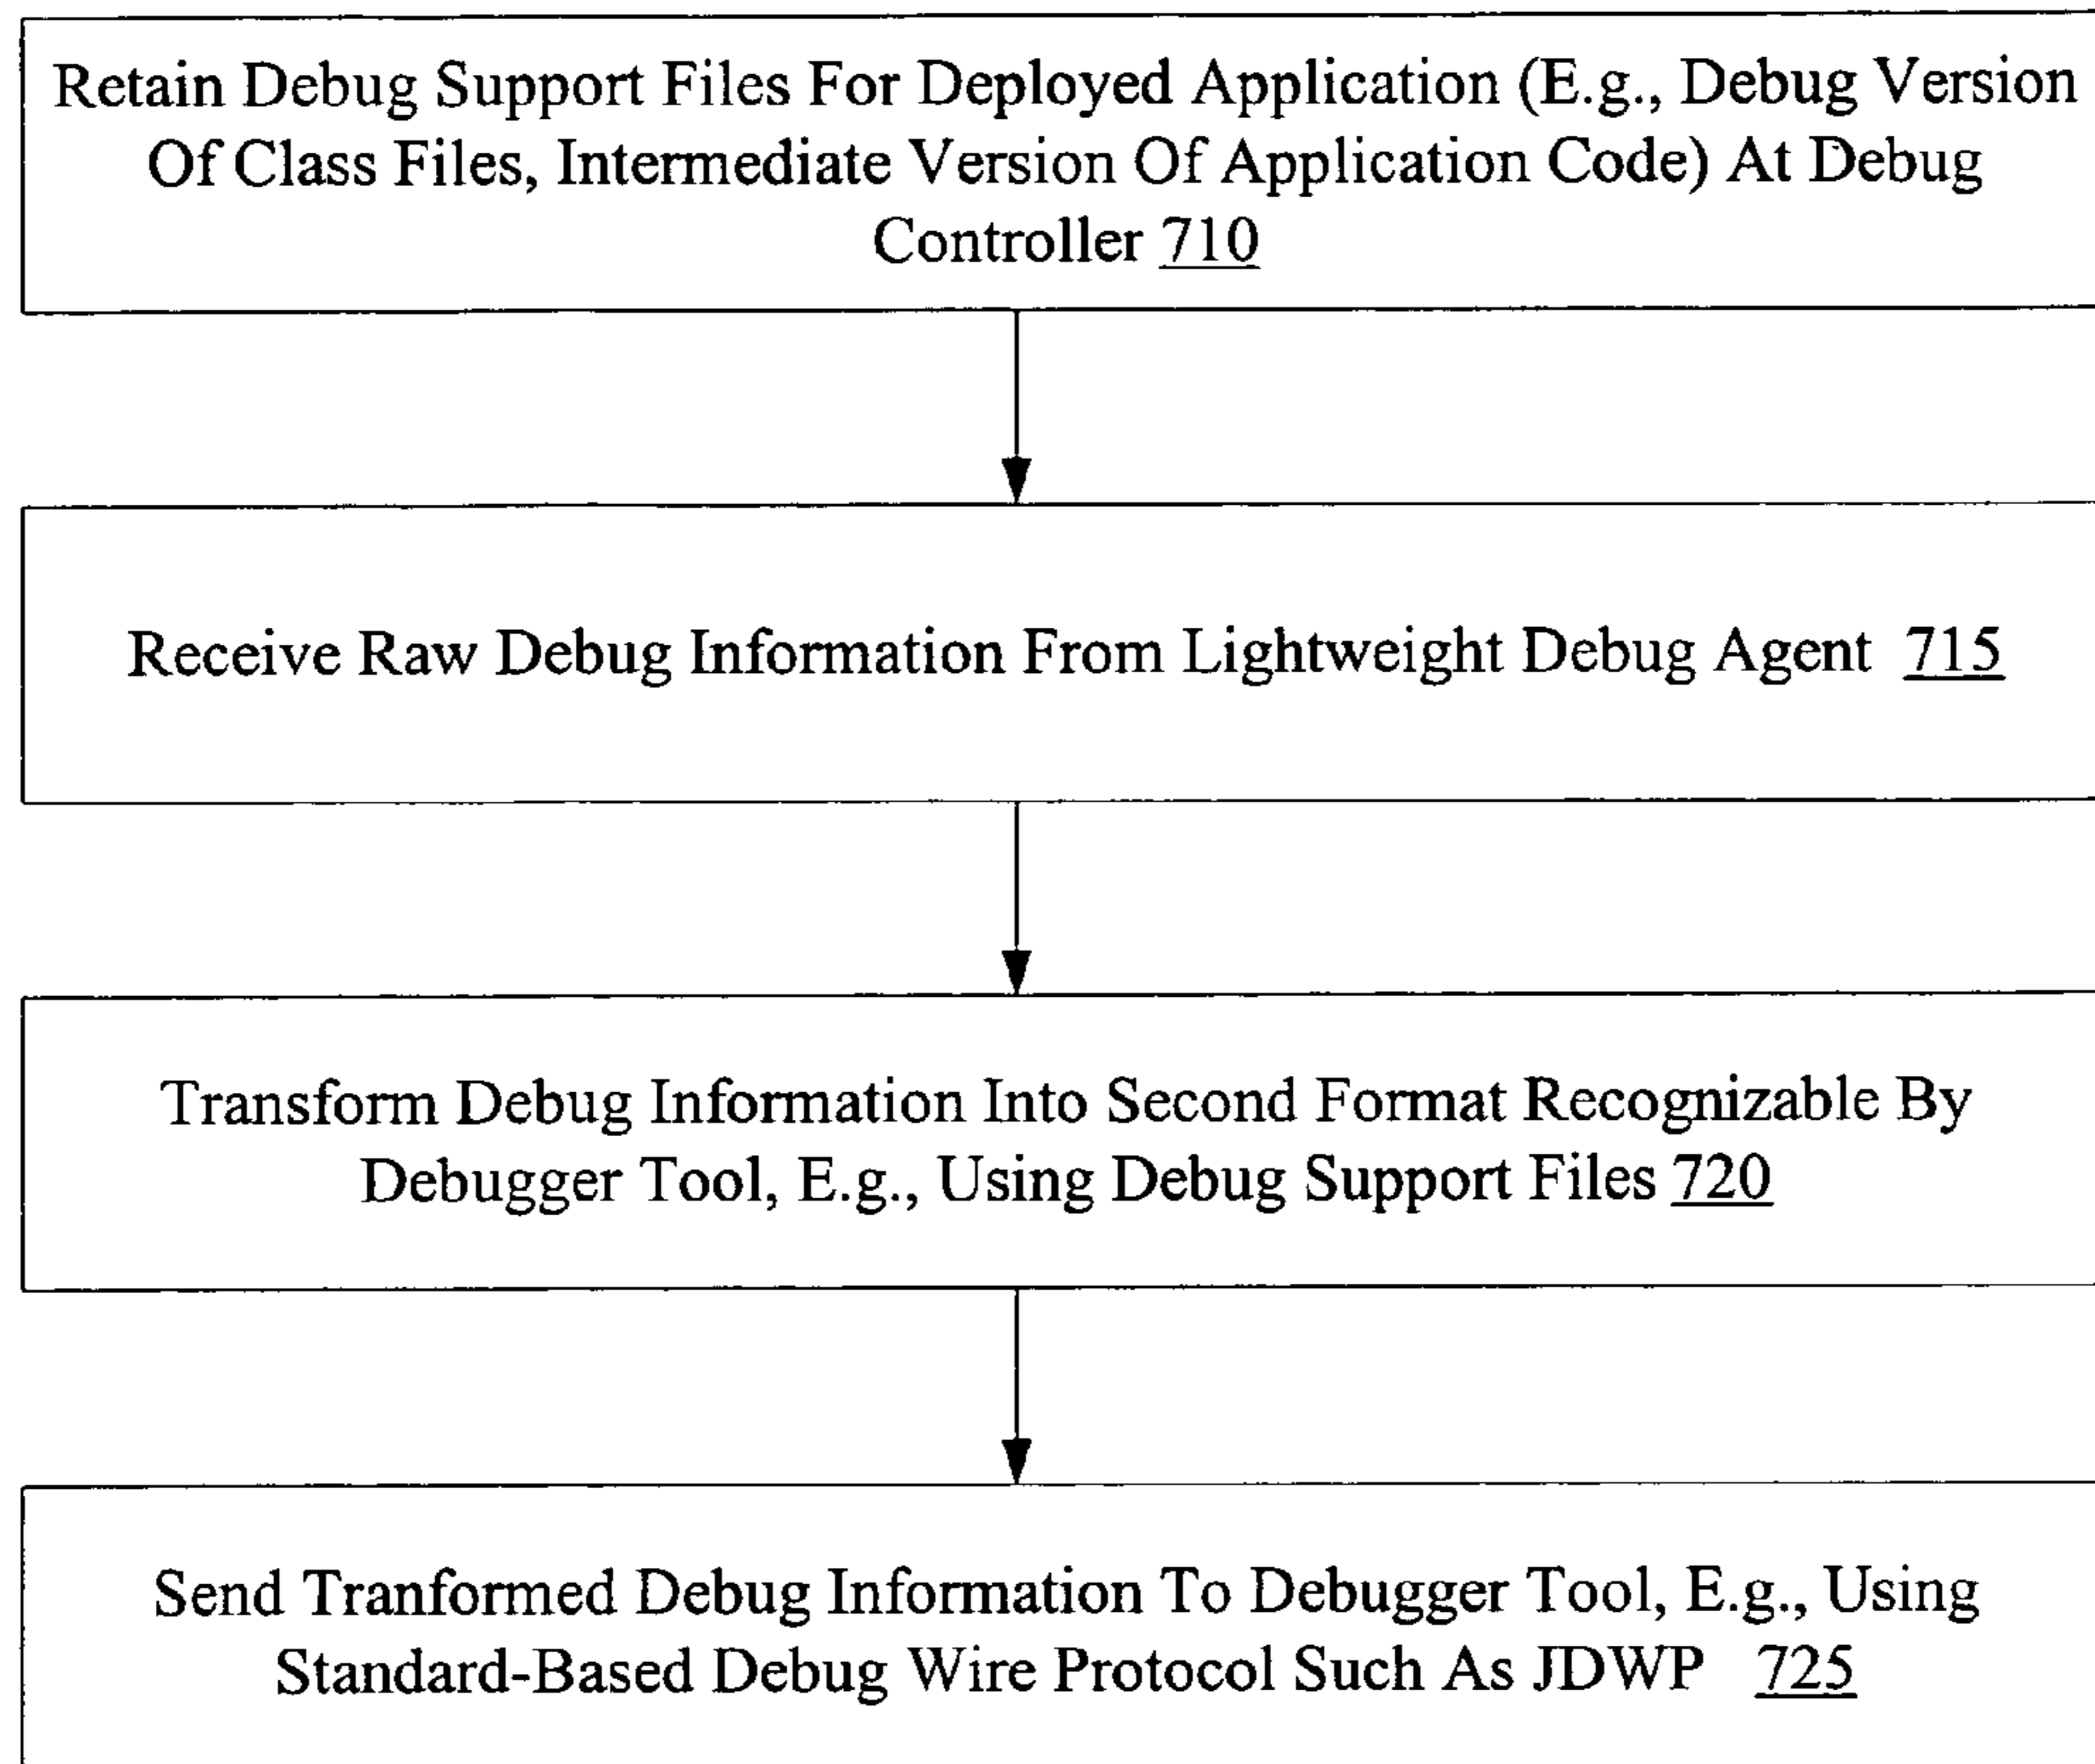 Retain Debug Support Files For Deployed Application (E.g., Debug Version
Of Class Files, Intermediate Version Of Application Code) At Debug
Controller 710
Receive Raw Debug Information From Lightweight Debug Agent 715
Transform Debug Information Into Second Format Recognizable By
Debugger Tool, E.g., Using Debug Support Files 720
Send Tranformed Debug Information To Debugger Tool, E.g., Using
Standard-Based Debug Wire Protocol Such As JDWP 725